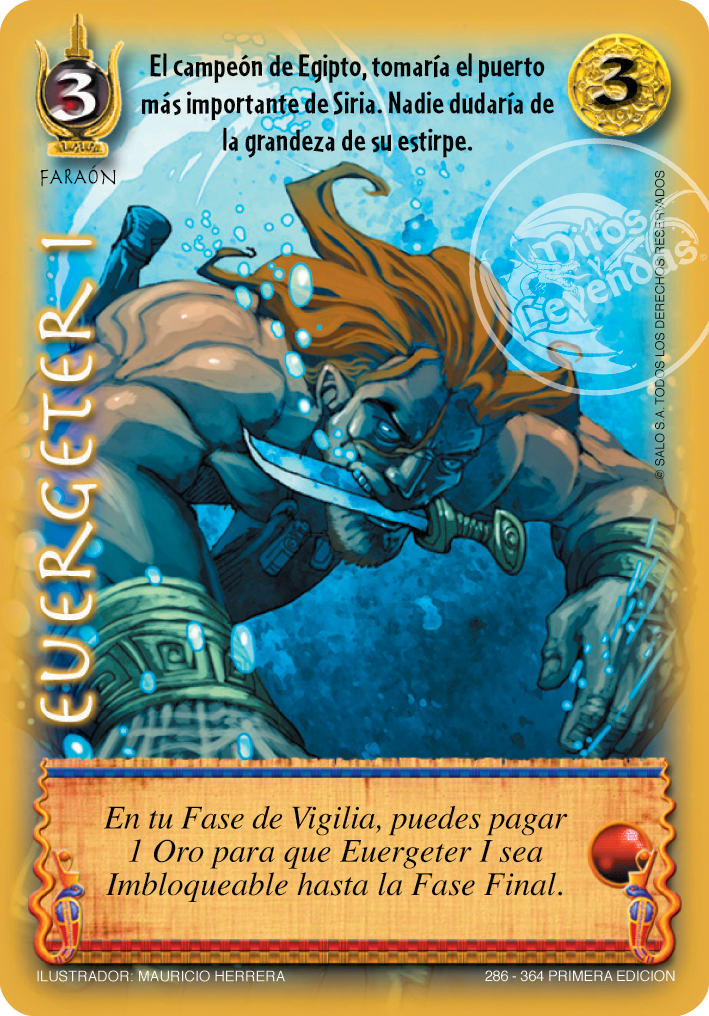 3
El campeón de Egipto, tomaría el puerto
más importante de Siria. Nadie dudaría de
la grandeza de su estirpe.
3
FARAÓN
Mitos
y
Leyendas
EUERGETER I
® SALO S.A. TODOS LOS DERECHOS RESERVADOS
En tu Fase de Vigilia, puedes pagar
1 Oro para que Euergeter I sea
Imbloqueable hasta la Fase Final.
ILUSTRADOR: MAURICIO HERRERA
286 - 364 PRIMERA EDICION